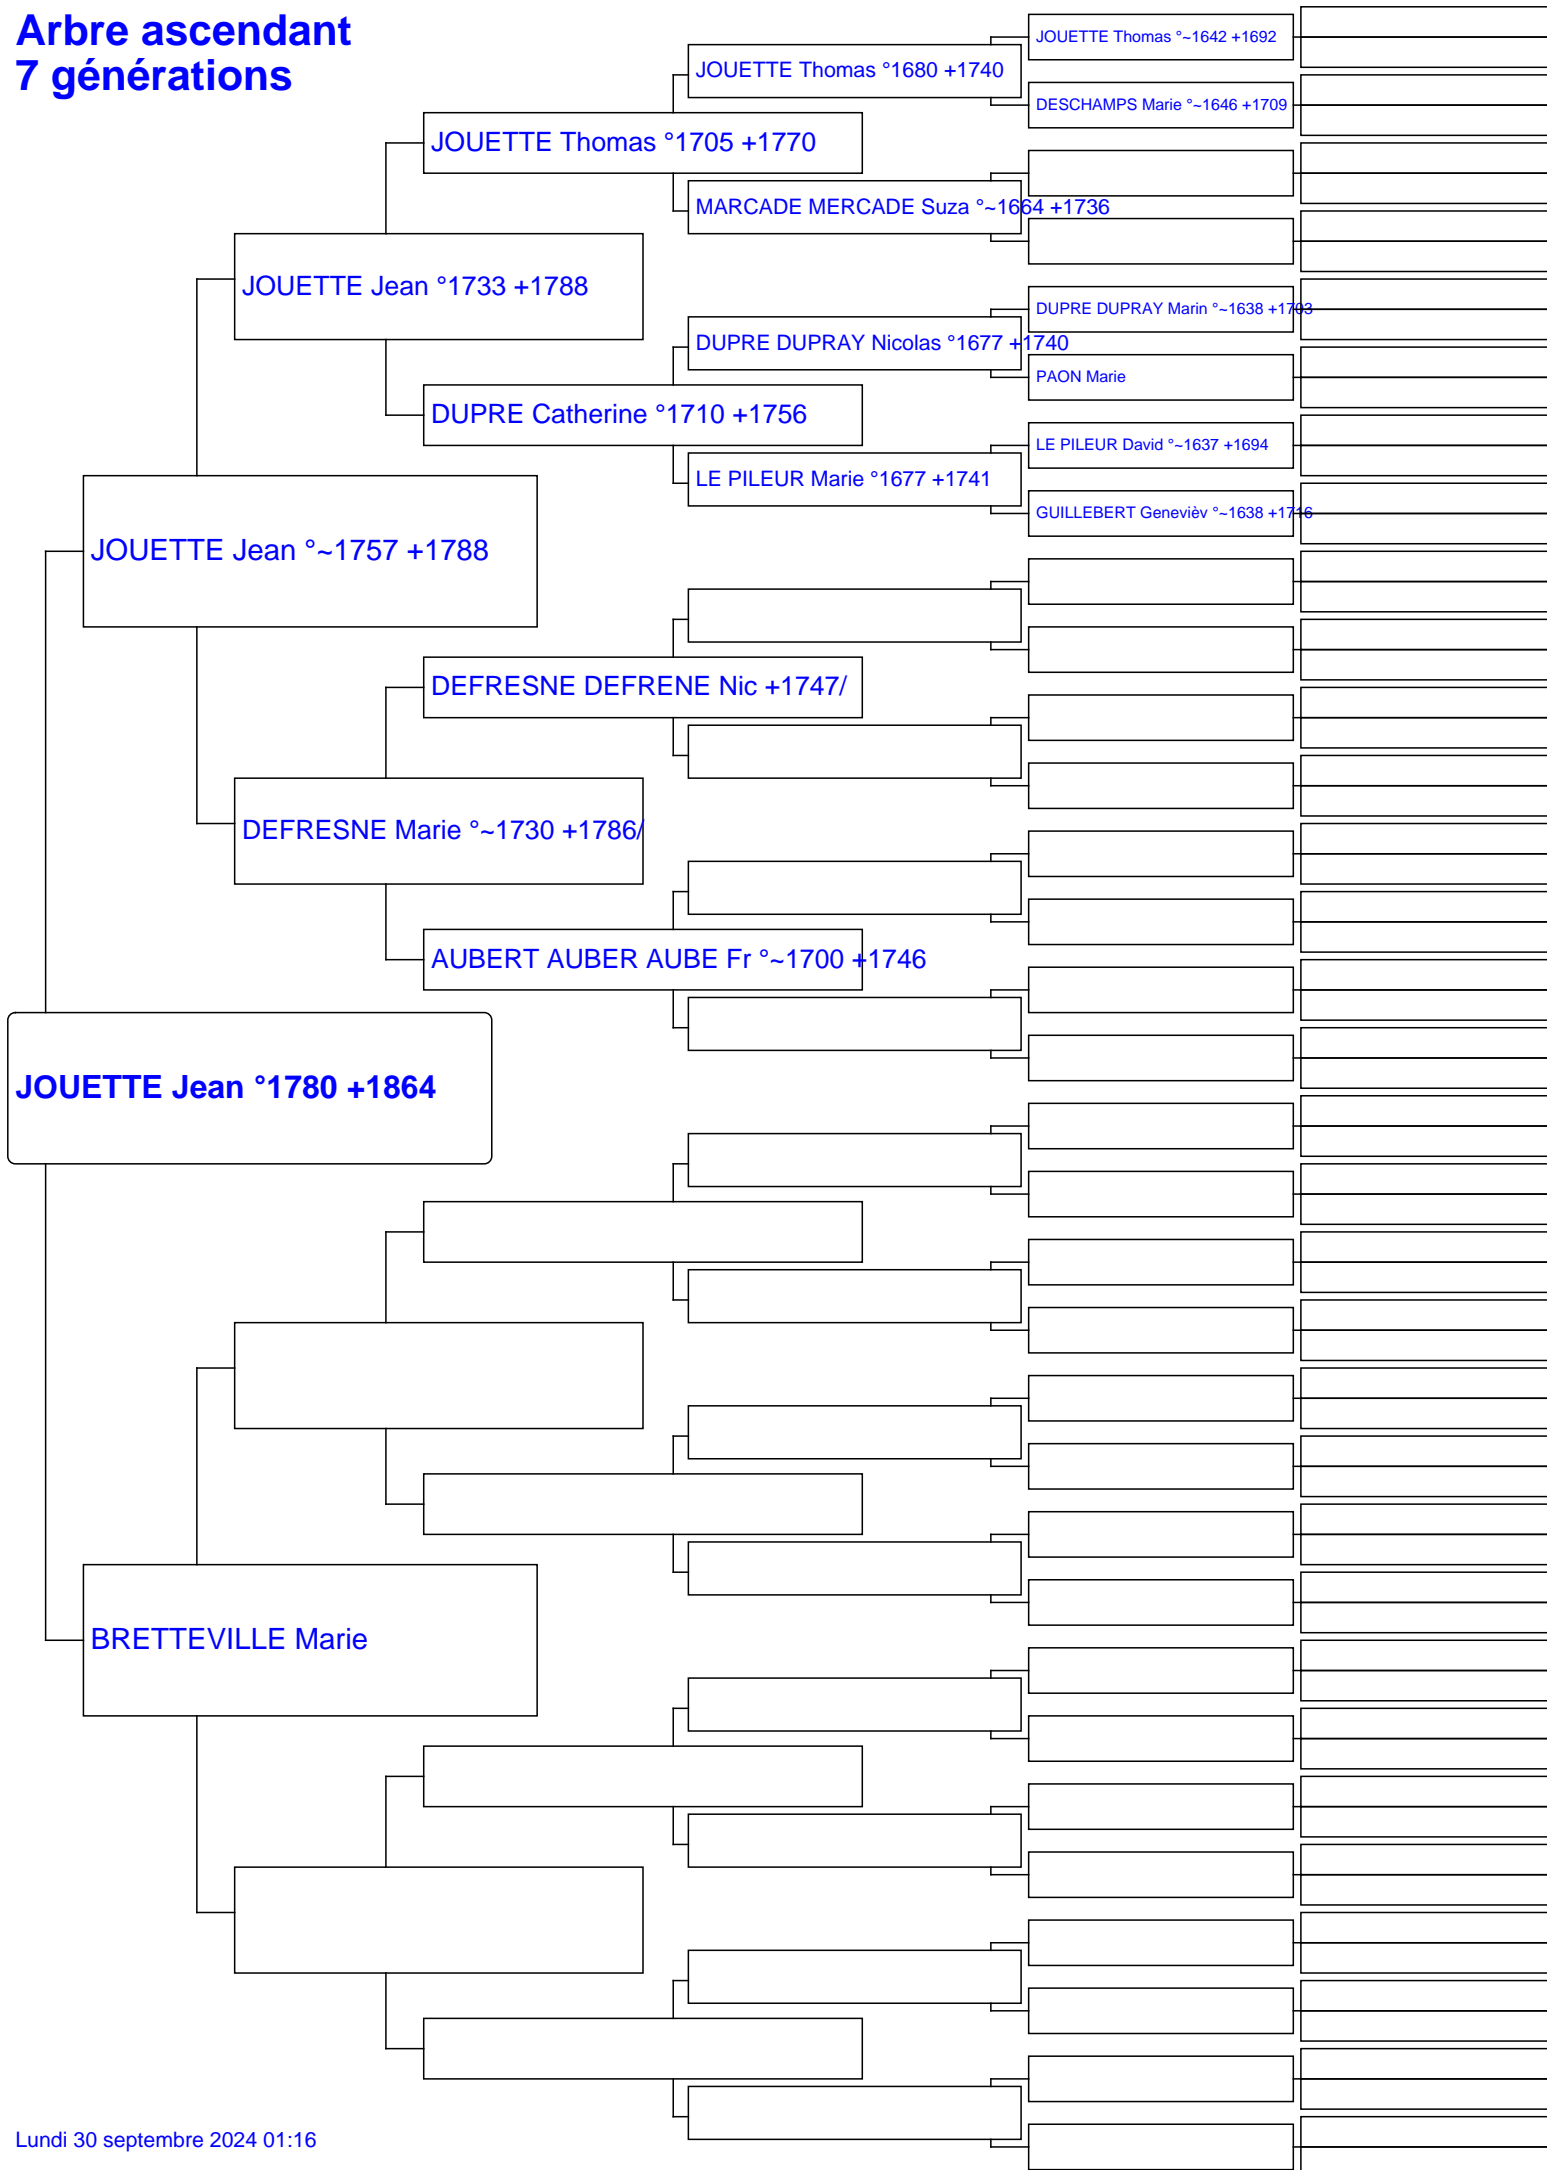 Arbre ascendant
7 générations
JOUETTE Thomas °~1642 +1692
JOUETTE Thomas °1680 +1740
DESCHAMPS Marie °~1646 +1709
JOUETTE Thomas °1705 +1770
MARCADE MERCADE Suza °~1664 +1736
JOUETTE Jean °1733 +1788
DUPRE DUPRAY Marin °~1638 +1703
DUPRE DUPRAY Nicolas °1677 +1740
PAON Marie
DUPRE Catherine °1710 +1756
LE PILEUR David °~1637 +1694
LE PILEUR Marie °1677 +1741
GUILLEBERT Genevièv °~1638 +1716
JOUETTE Jean °~1757 +1788
DEFRESNE DEFRENE Nic +1747/
DEFRESNE Marie °~1730 +1786/
AUBERT AUBER AUBE Fr °~1700 +1746
JOUETTE Jean °1780 +1864
BRETTEVILLE Marie
Lundi 30 septembre 2024 01:16